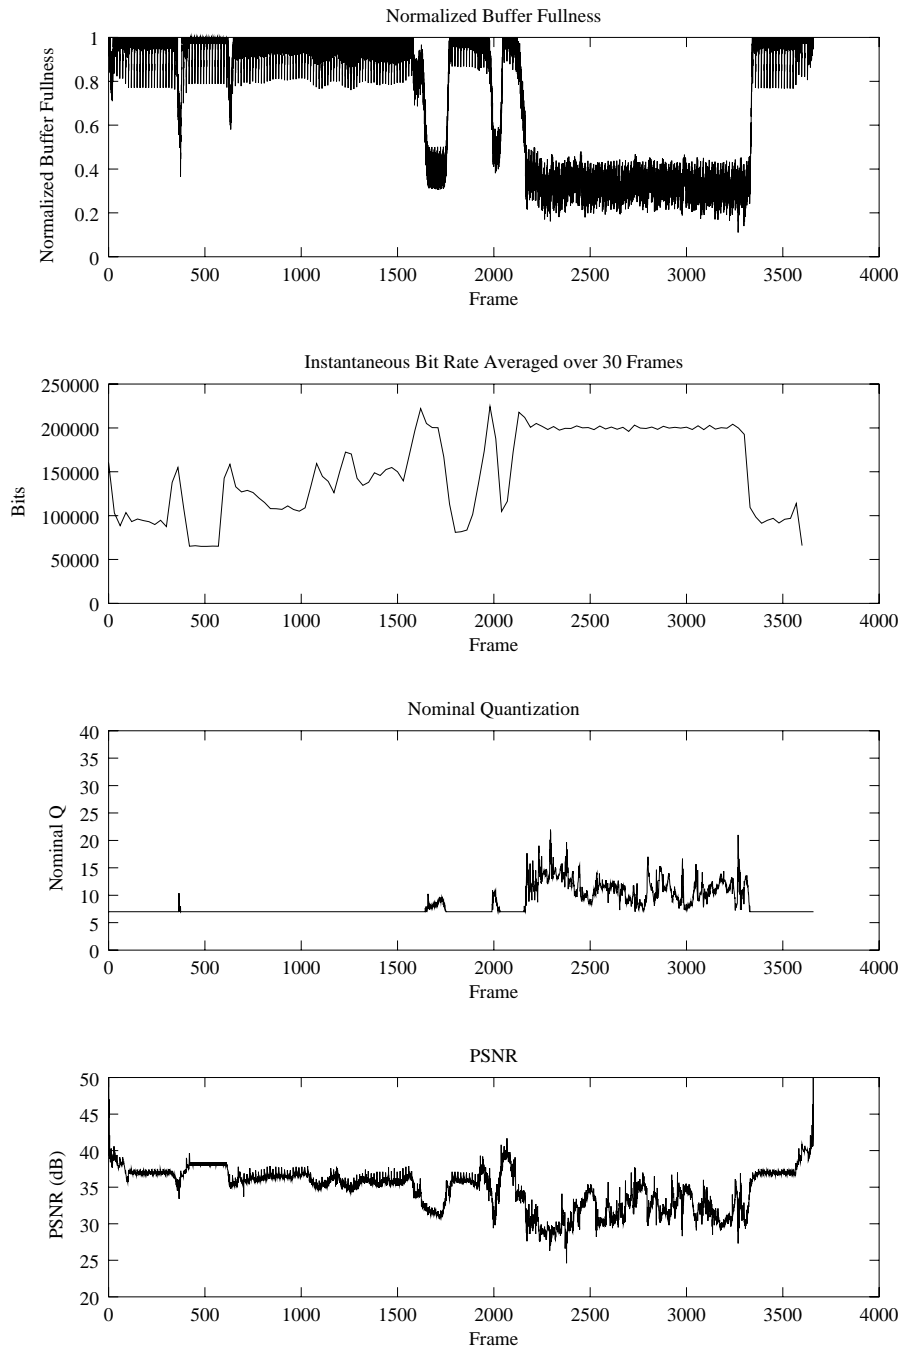 Normalized Buffer Fullness
Normalized Buffer Fullness
1
0.8
0.6
0.4
0.2
0
0 500 1000 1500 2000 2500 3000 3500 4000
Frame
Instantaneous Bit Rate Averaged over 30 Frames
Bits
250000
200000
150000
100000
50000
0
0 500 1000 1500 2000 2500 3000 3500 4000
Frame
Nominal Quantization
Nominal Q
40
35
30
25
20
15
10
5
0
0 500 1000 1500 2000 2500 3000 3500 4000
Frame
PSNR
PSNR (dB)
50
45
40
35
30
25
20
0 500 1000 1500 2000 2500 3000 3500 4000
Frame